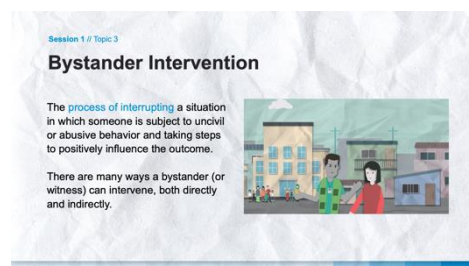 Session 1 // Topic 3
Bystander Intervention
The process of interrupting a situation
in which someone is subject to uncivil
or abusive behavior and taking steps
to positively influence the outcome.
There are many ways a bystander (or
witness) can intervene, both directly
and indirectly.